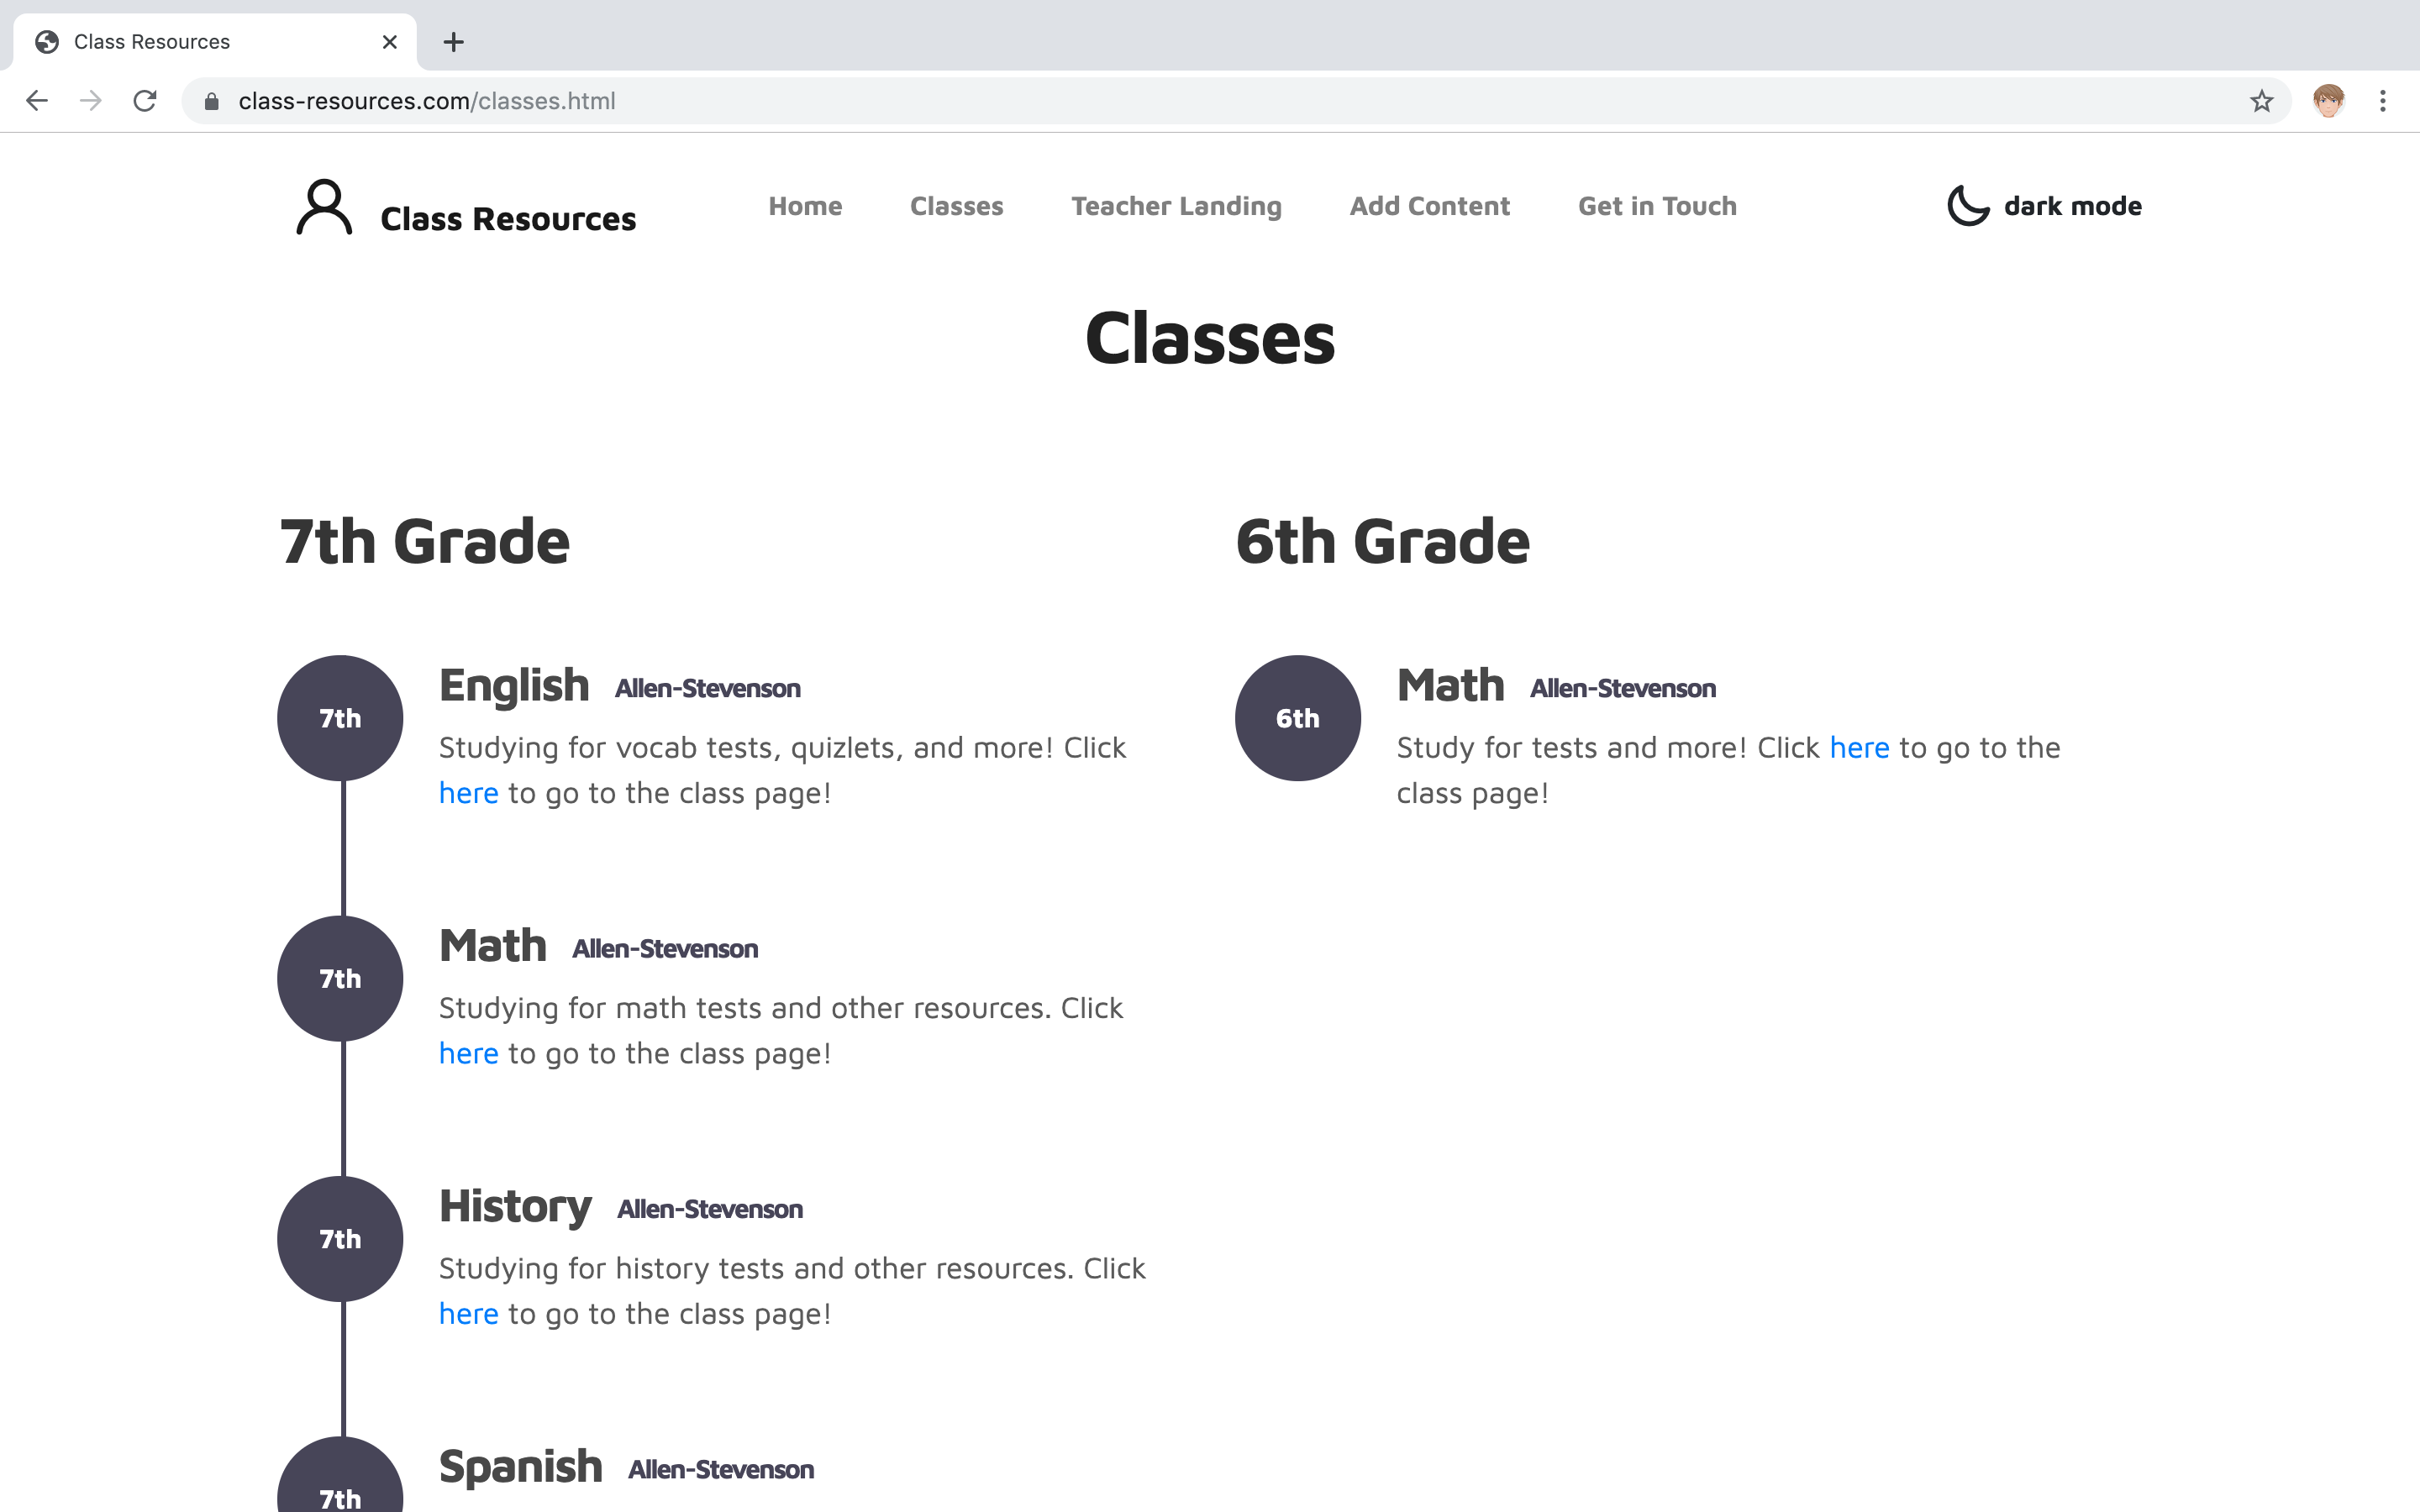 Class Resources
class-resources.com/classes.html
Class Resources
Home
Classes
Teacher Landing
Add Content
Get in Touch
dark mode
Classes
7th Grade
7th
English Allen-Stevenson
Studying for vocab tests, quizlets, and more! Click
here to go to the class page!
7th
Math Allen-Stevenson
Studying for math tests and other resources. Click
here to go to the class page!
7th
History Allen-Stevenson
Studying for history tests and other resources. Click
here to go to the class page!
7th
Spanish Allen-Stevenson
6th Grade
6th
Math Allen-Stevenson
Study for tests and more! Click here to go to the
class page!